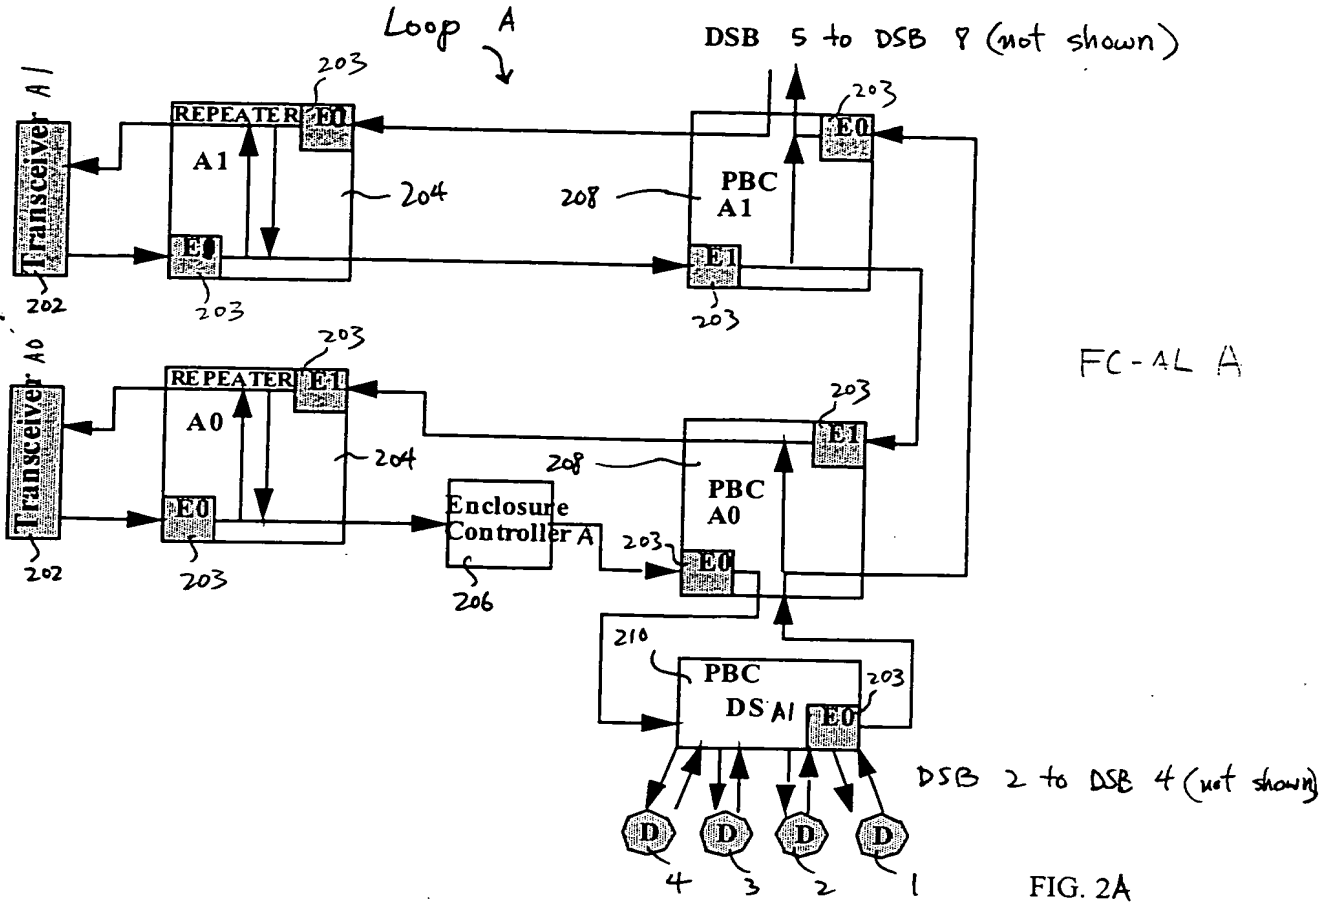 Loop A
DSB 5 to DSB 8 (not shown)
203
203
Transceiver A1
REPEATER
E0
E0
A1
204
208
PBC
A1
E0
E1
202
203
203
203
203
FC-AL A
Transceiver A0
REPEATER
E1
E1
A0
204
208
PBC
A0
Enclosure
Controller A
E0
203
E0
202
203
206
210
PBC
203
DS A1
E0
DSB 2 to DSB 4 (not shown)
D
D
D
D
4
3
2
1
FIG. 2A